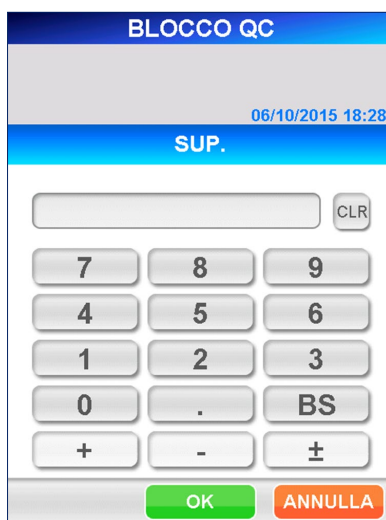 BLOCCO QC
06/10/2015 18:28
SUP.
CLR
7 8 9
4 5 6
1 2 3
0 . BS
+ - ±
OK ANNULLA